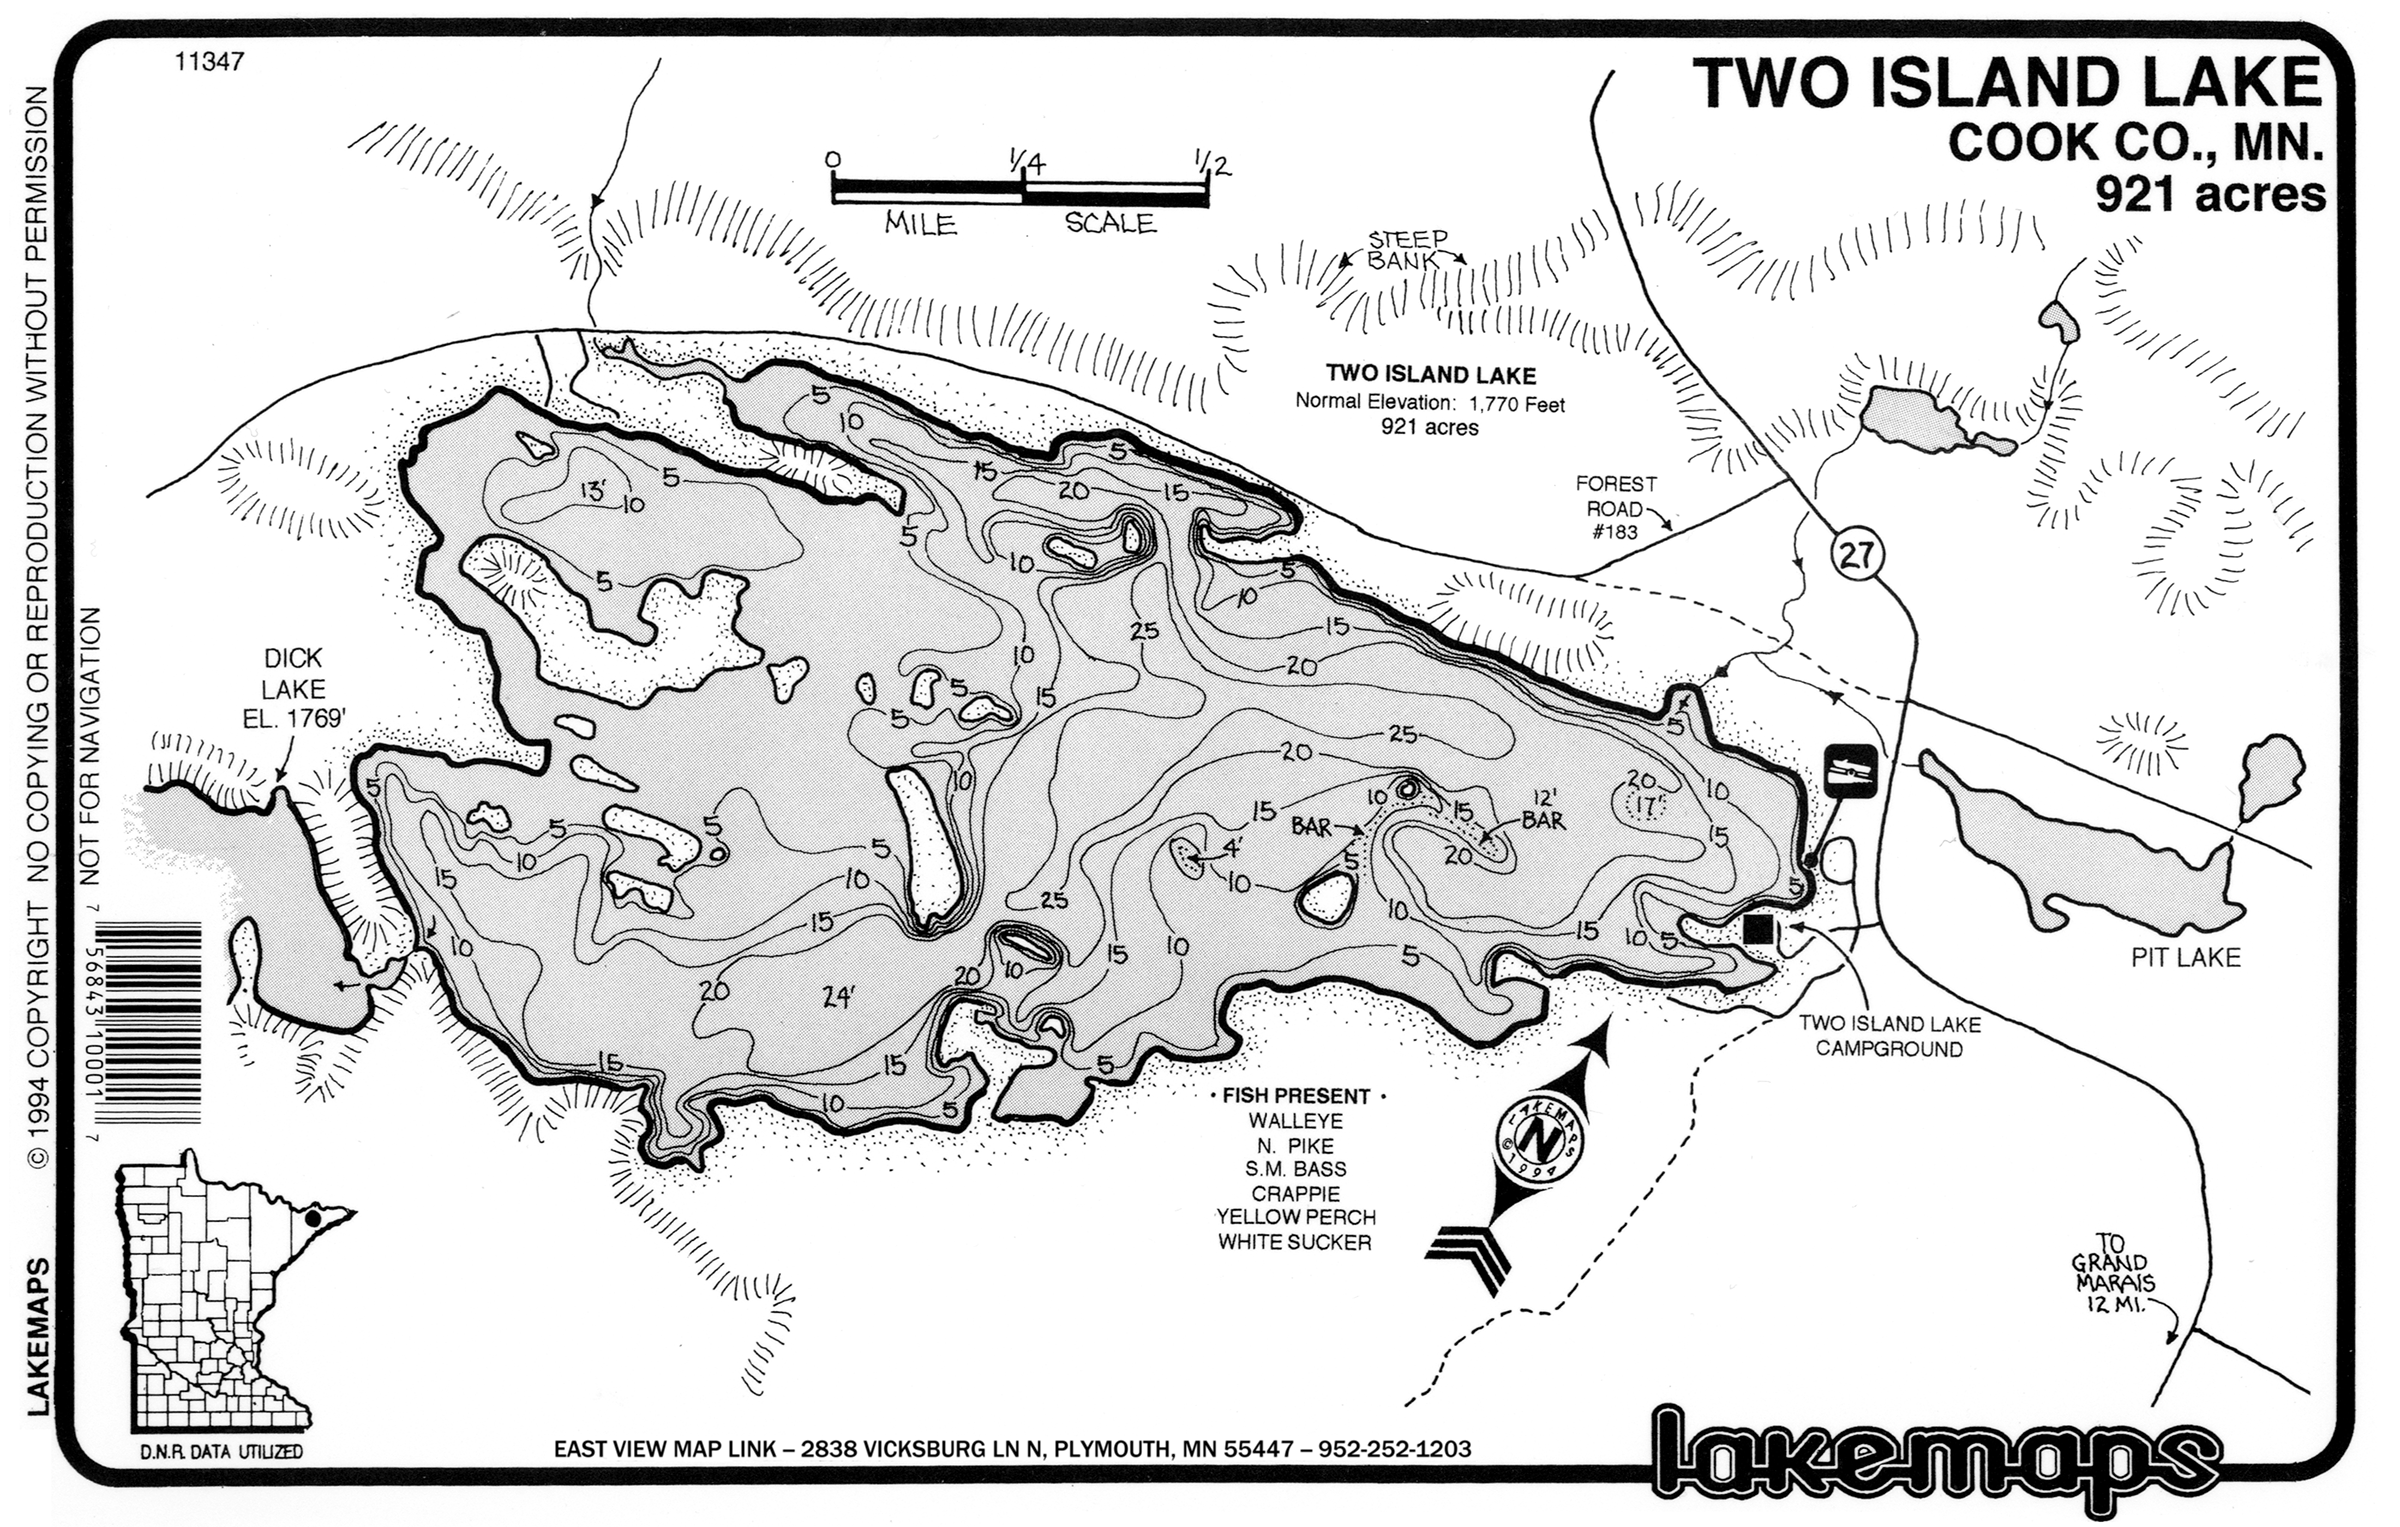 11347
TWO ISLAND LAKE
COOK CO., MN.
921 acres
0 1/4 1/2
MILE SCALE
STEEP
BANK
TWO ISLAND LAKE
Normal Elevation: 1,770 Feet
921 acres
FOREST
ROAD
#183
27
5
10
15
5
20
15
5
13'
10
5
5
10
5
10
25
15
20
10
5
5
15
25
20
5
10
20
17'
10
10
15
12'
BAR
BAR
15
4'
20
5
10
15
5
DICK
LAKE
EL. 1769'
5
5
5
10
15
5
10
15
25
10
15
10
5
10
15
10
5
20
24'
20
10
15
15
10
5
5
PIT LAKE
TWO ISLAND LAKE
CAMPGROUND
• FISH PRESENT •
WALLEYE
N. PIKE
S.M. BASS
CRAPPIE
YELLOW PERCH
WHITE SUCKER
LAKEMAPS
N
©1994
TO
GRAND
MARAIS
12 MI.
D.N.R. DATA UTILIZED
EAST VIEW MAP LINK – 2838 VICKSBURG LN N, PLYMOUTH, MN 55447 – 952-252-1203
lakemaps
LAKEMAPS © 1994 COPYRIGHT NO COPYING OR REPRODUCTION WITHOUT PERMISSION
NOT FOR NAVIGATION
7 56843 10001 7